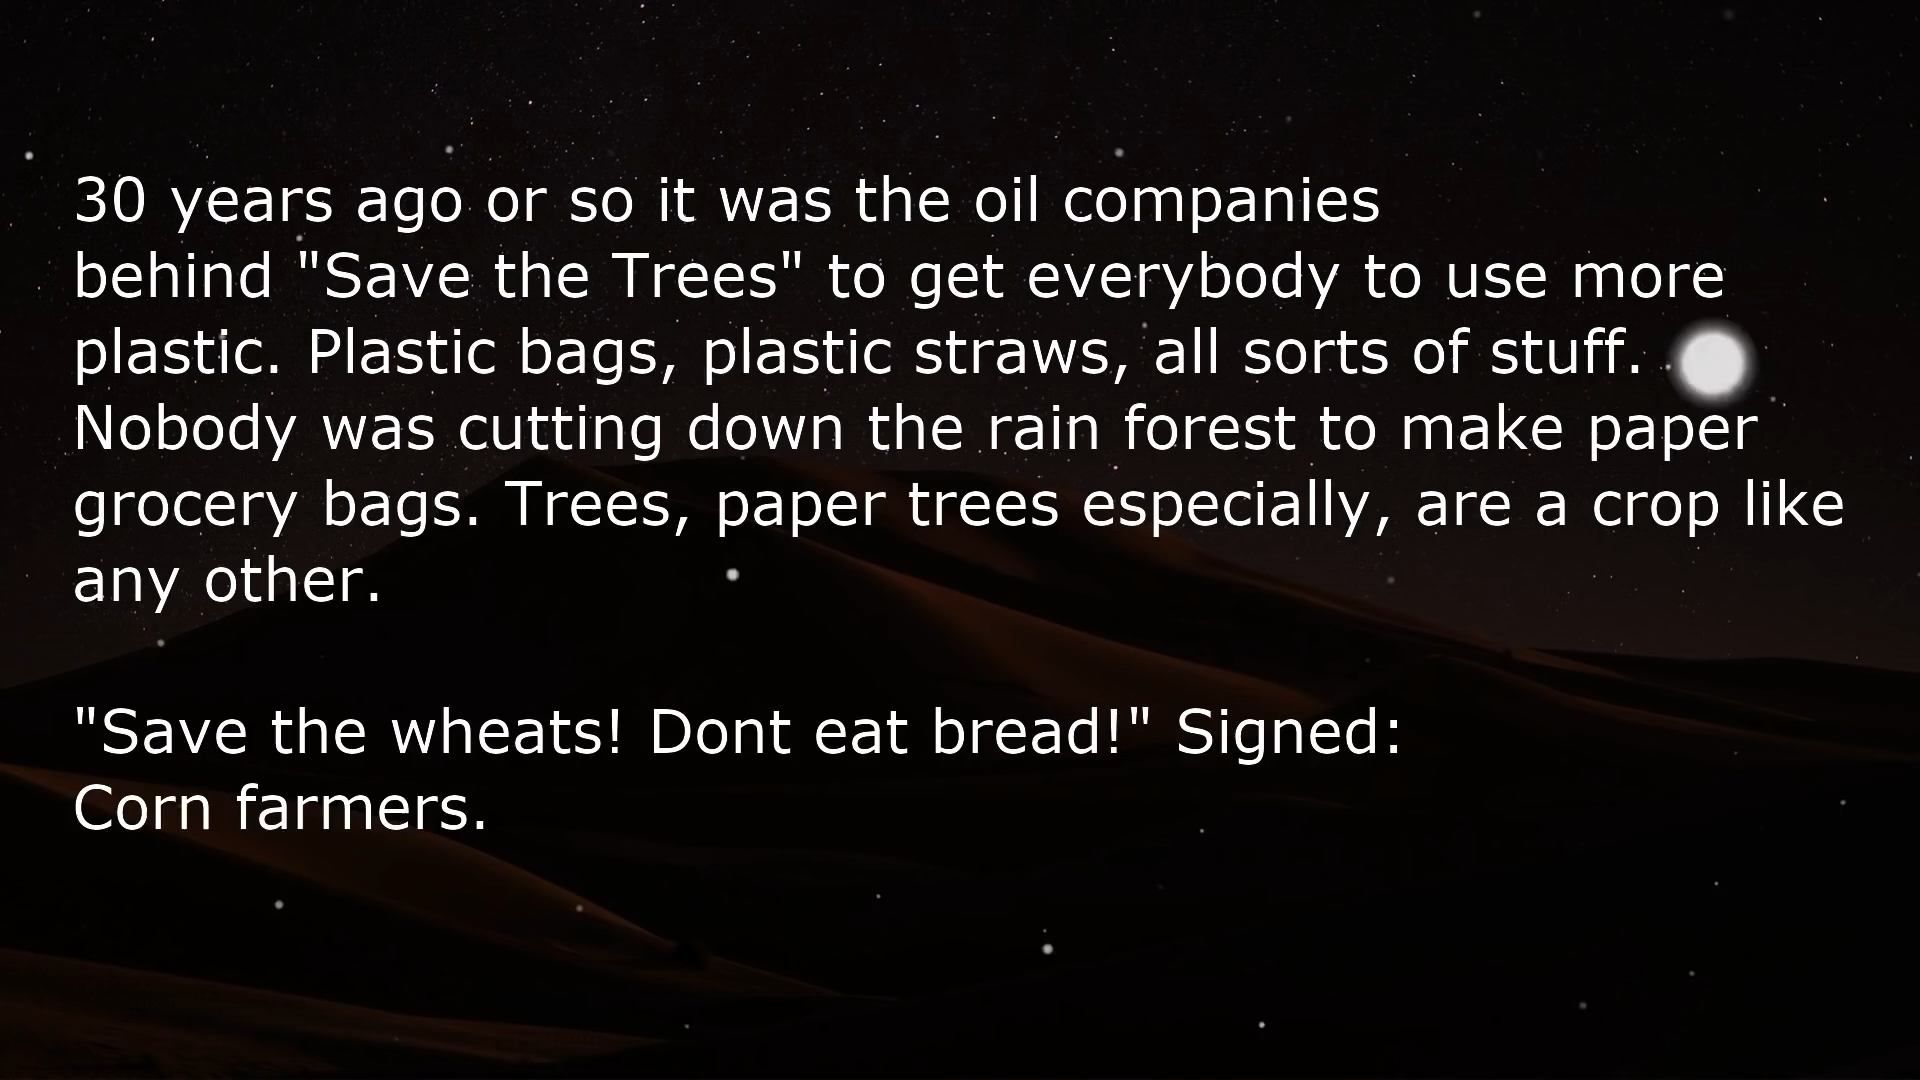 30 years ago or so it was the oil companies
behind "Save the Trees" to get everybody to use more
plastic. Plastic bags, plastic straws, all sorts of stuff.
Nobody was cutting down the rain forest to make paper
grocery bags. Trees, paper trees especially, are a crop like
any other.
"Save the wheats! Dont eat bread!" Signed:
Corn farmers.